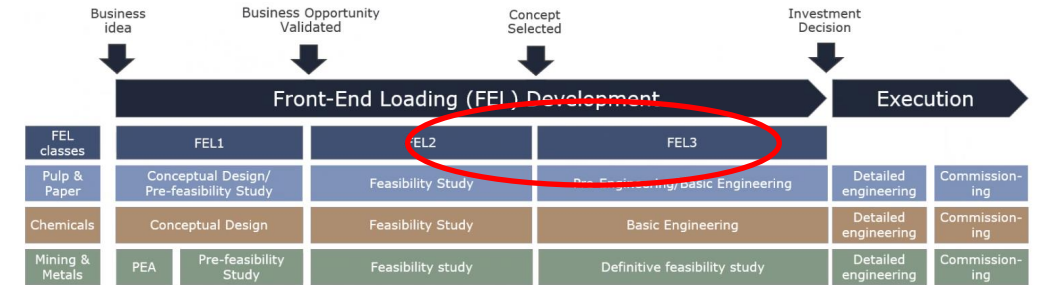 Business
idea
Business Opportunity
Validated
Concept
Selected
Investment
Decision
Front-End Loading (FEL) Development
Execution
FEL
classes
FEL1
FEL2
FEL3
Pulp &
Paper
Conceptual Design/
Pre-feasibility Study
Feasibility Study
Pre-Engineering/Basic Engineering
Detailed
engineering
Commission-
ing
Chemicals
Conceptual Design
Feasibility Study
Basic Engineering
Detailed
engineering
Commission-
ing
Mining &
Metals
PEA
Pre-feasibility
Study
Feasibility study
Definitive feasibility study
Detailed
engineering
Commission-
ing